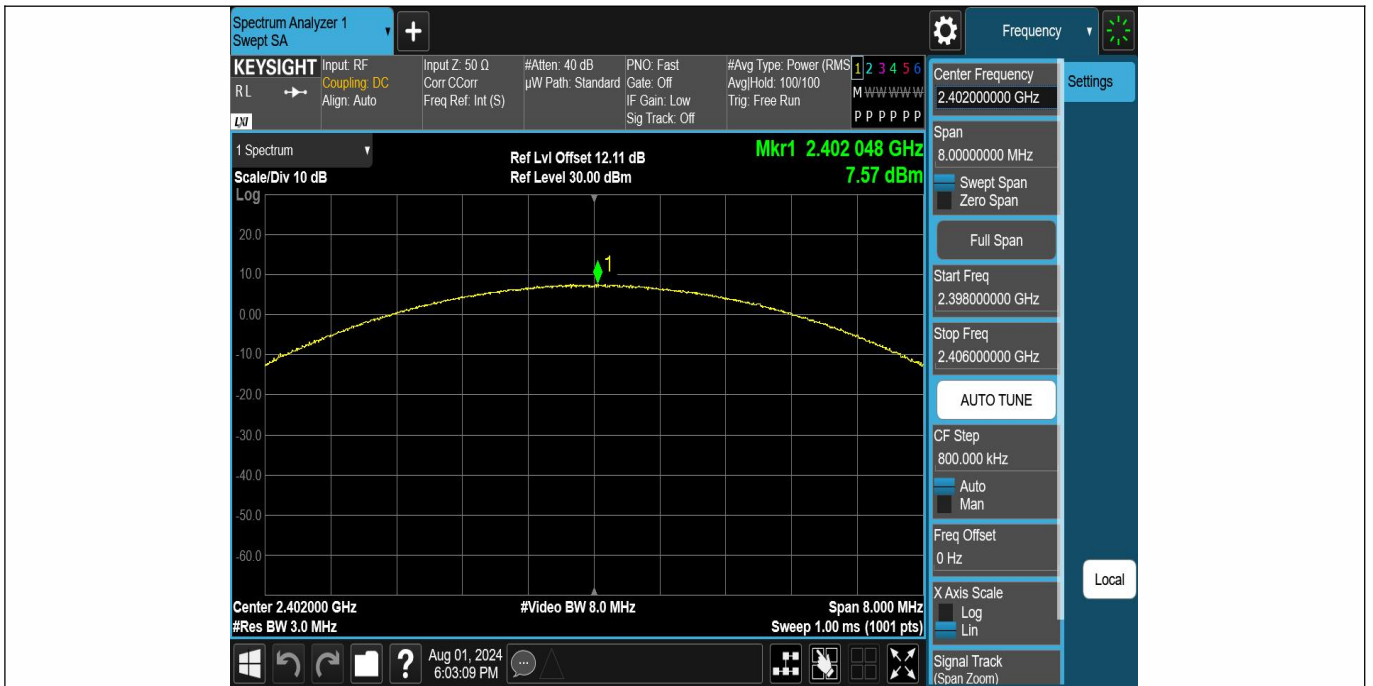 Spectrum Analyzer 1
Swept SA
+
Frequency
KEYSIGHT
RL
LXI
Input: RF
Coupling: DC
Align: Auto
Input Z: 50 Ω
Corr CCorr
Freq Ref: Int (S)
#Atten: 40 dB
µW Path: Standard
PNO: Fast
Gate: Off
IF Gain: Low
Sig Track: Off
#Avg Type: Power (RMS
Avg|Hold: 100/100
Trig: Free Run
1 2 3 4 5 6
M W W W W W
P P P P P P
1 Spectrum
Scale/Div 10 dB
Log
Ref Lvl Offset 12.11 dB
Ref Level 30.00 dBm
Mkr1 2.402 048 GHz
7.57 dBm
20.0
10.0
0.00
-10.0
-20.0
-30.0
-40.0
-50.0
-60.0
1
Center 2.402000 GHz
#Res BW 3.0 MHz
#Video BW 8.0 MHz
Span 8.000 MHz
Sweep 1.00 ms (1001 pts)
Center Frequency
2.402000000 GHz
Settings
Span
8.00000000 MHz
Swept Span
Zero Span
Full Span
Start Freq
2.398000000 GHz
Stop Freq
2.406000000 GHz
AUTO TUNE
CF Step
800.000 kHz
Auto
Man
Freq Offset
0 Hz
Local
X Axis Scale
Log
Lin
Signal Track
(Span Zoom)
?
Aug 01, 2024
6:03:09 PM